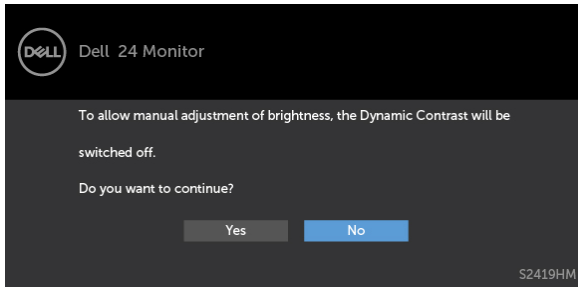 DELL
Dell 24 Monitor
To allow manual adjustment of brightness, the Dynamic Contrast will be
switched off.
Do you want to continue?
Yes No
S2419HM